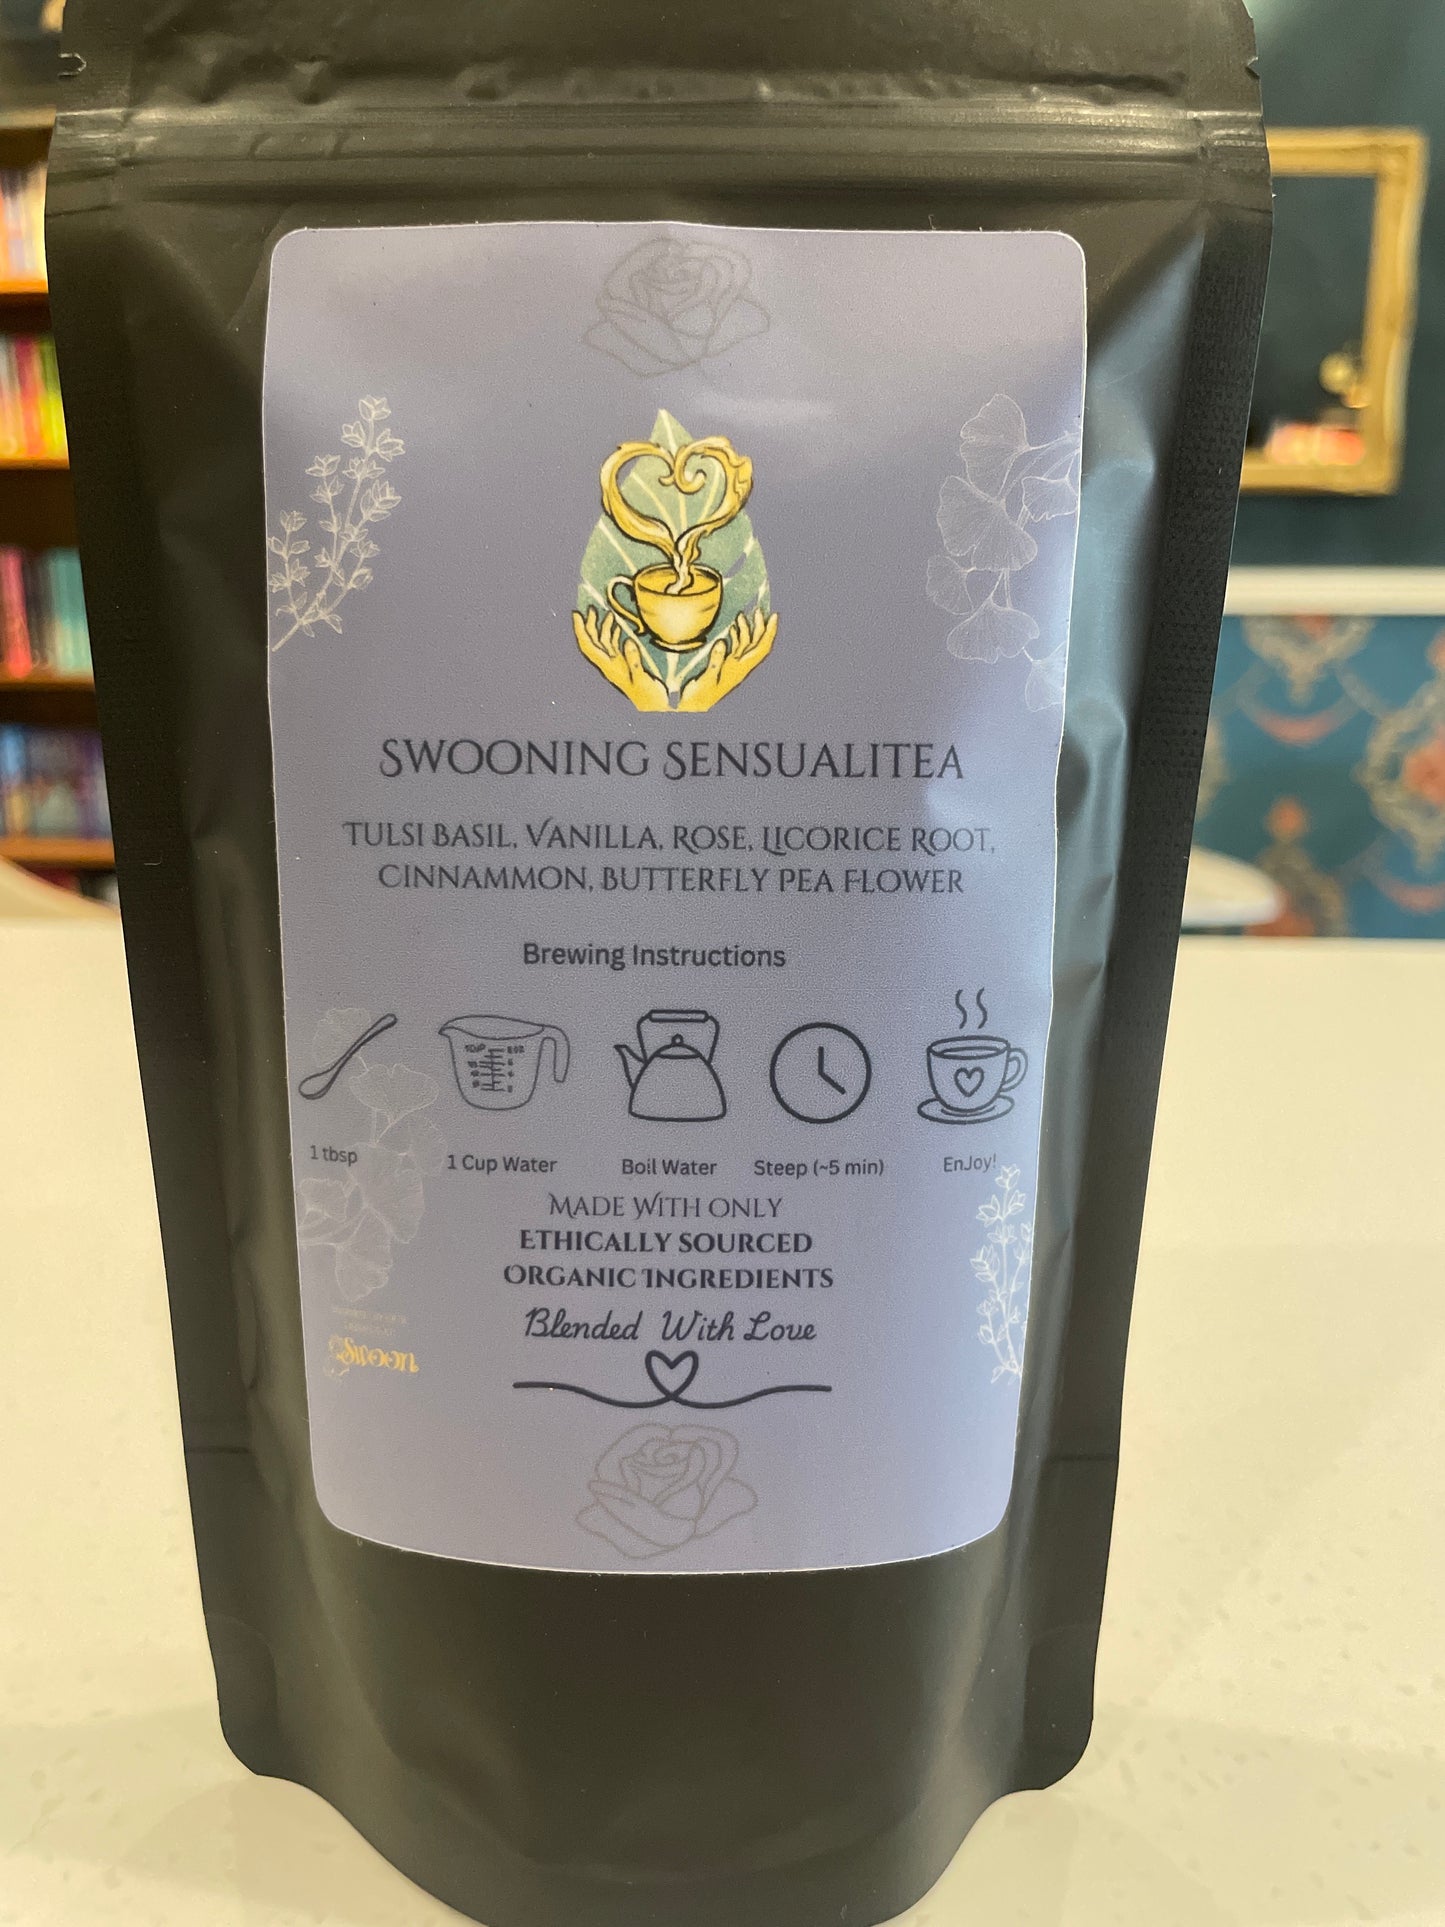 Swooning Sensualitea
Tulsi Basil, Vanilla, Rose, Licorice Root,
Cinnammon, Butterfly Pea Flower
Brewing Instructions
1 tbsp
1 Cup Water
Boil Water
Steep (~5 min)
EnJoy!
Made With Only
Ethically sourced
Organic Ingredients
Blended With Love
Swoon